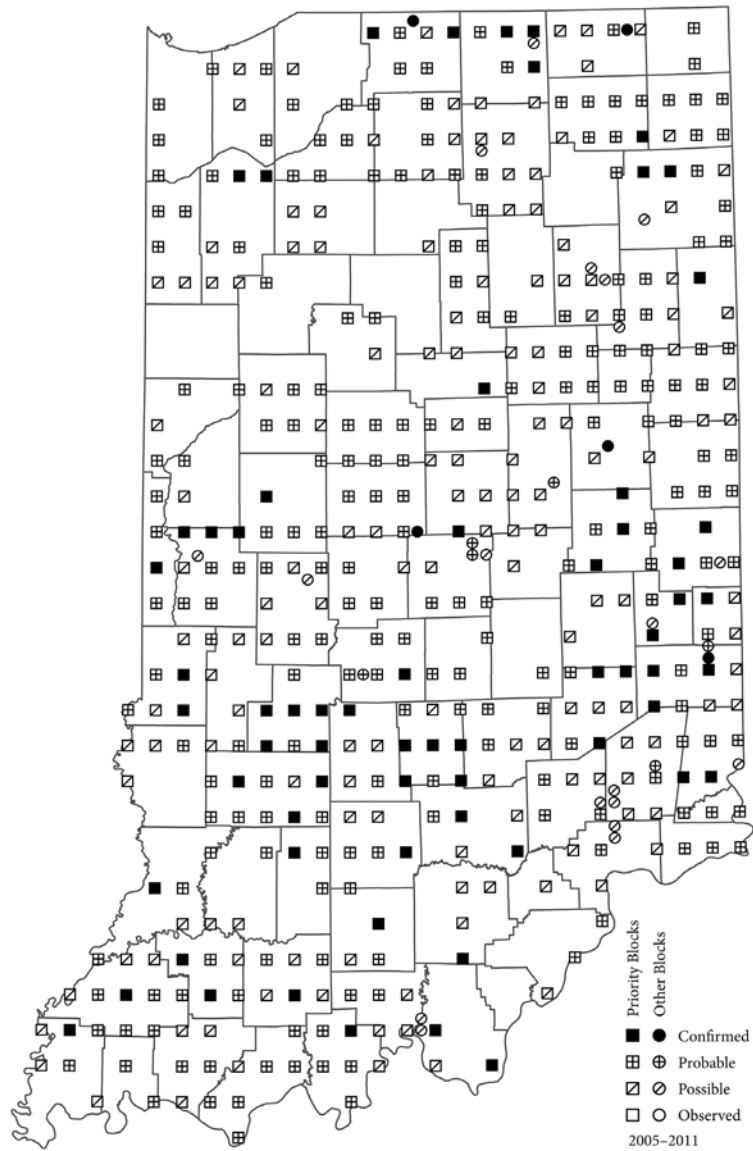 Priority Blocks
Other Blocks
Confirmed
Probable
Possible
Observed
2005–2011